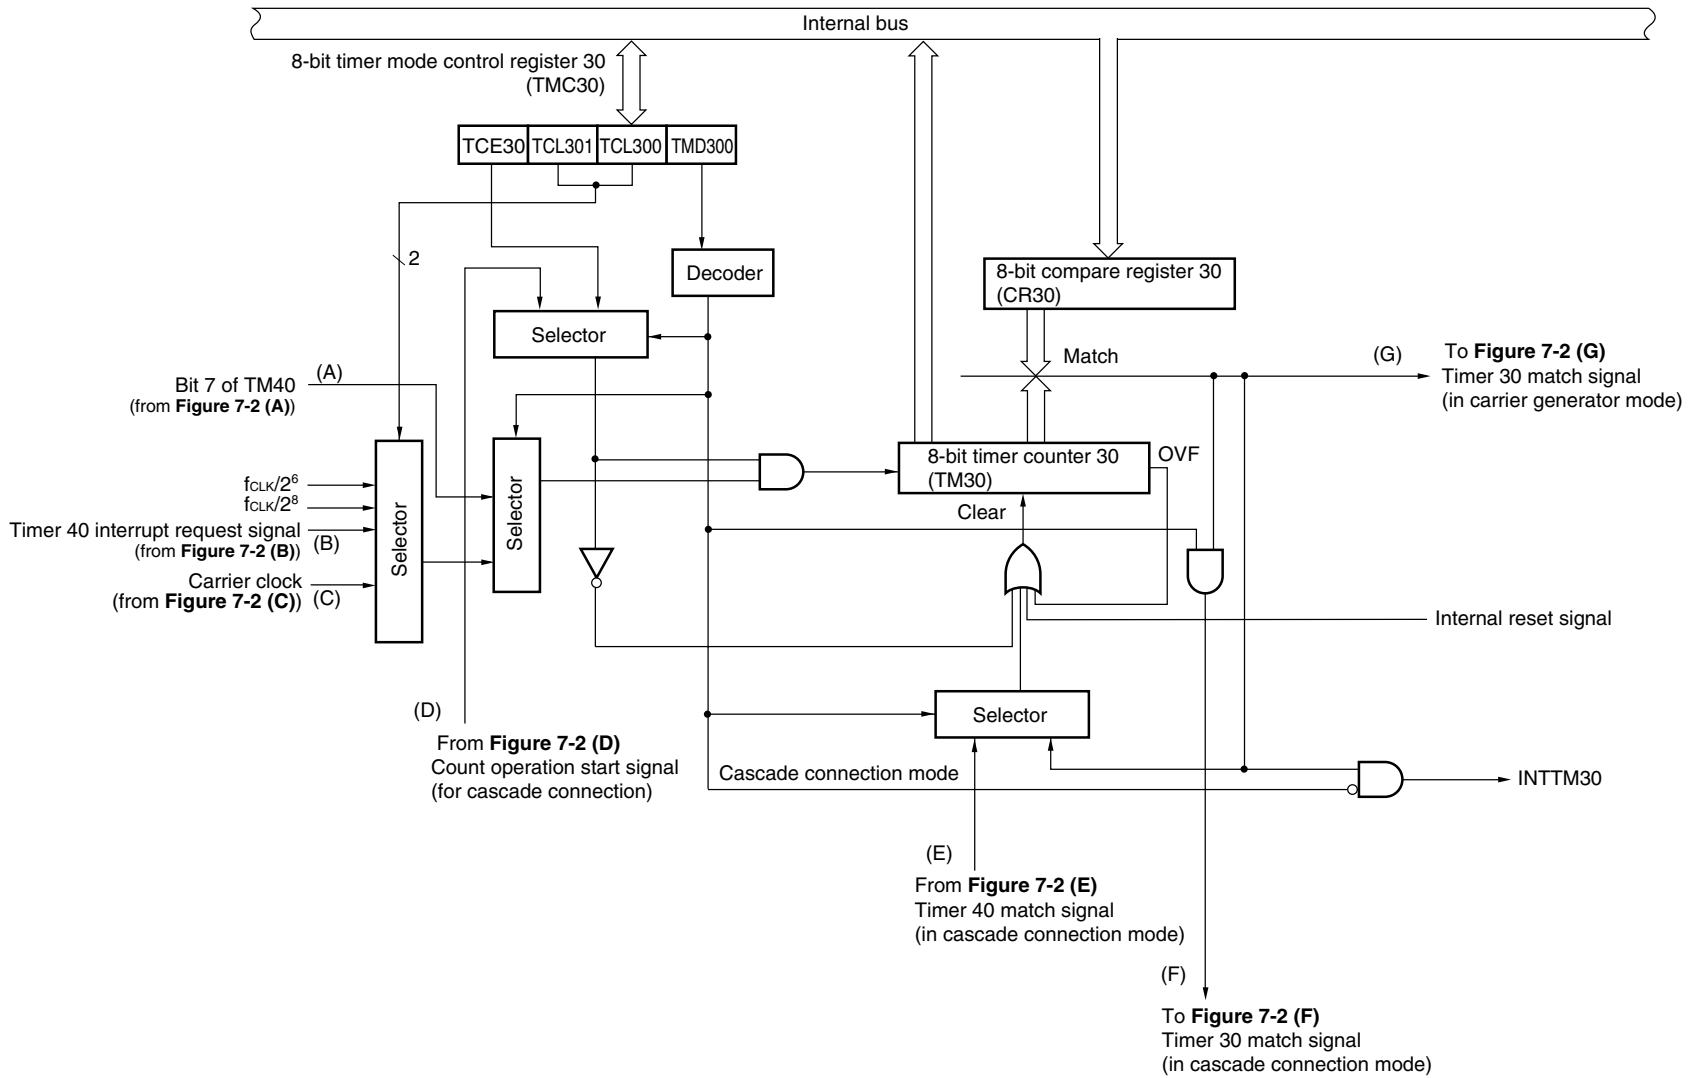 Internal bus
8-bit timer mode control register 30
(TMC30)
TCE30 TCL301 TCL300 TMD300
2
Decoder
8-bit compare register 30
(CR30)
Selector
Match
(G)
To Figure 7-2 (G)
Timer 30 match signal
(in carrier generator mode)
Bit 7 of TM40
(A)
(from Figure 7-2 (A))
8-bit timer counter 30
(TM30)
OVF
Clear
fCLK/2⁶
fCLK/2⁸
Timer 40 interrupt request signal
(from Figure 7-2 (B))
(B)
Carrier clock
(from Figure 7-2 (C))
(C)
Selector
Selector
Internal reset signal
(D)
From Figure 7-2 (D)
Count operation start signal
(for cascade connection)
Selector
Cascade connection mode
INTTM30
(E)
From Figure 7-2 (E)
Timer 40 match signal
(in cascade connection mode)
(F)
To Figure 7-2 (F)
Timer 30 match signal
(in cascade connection mode)